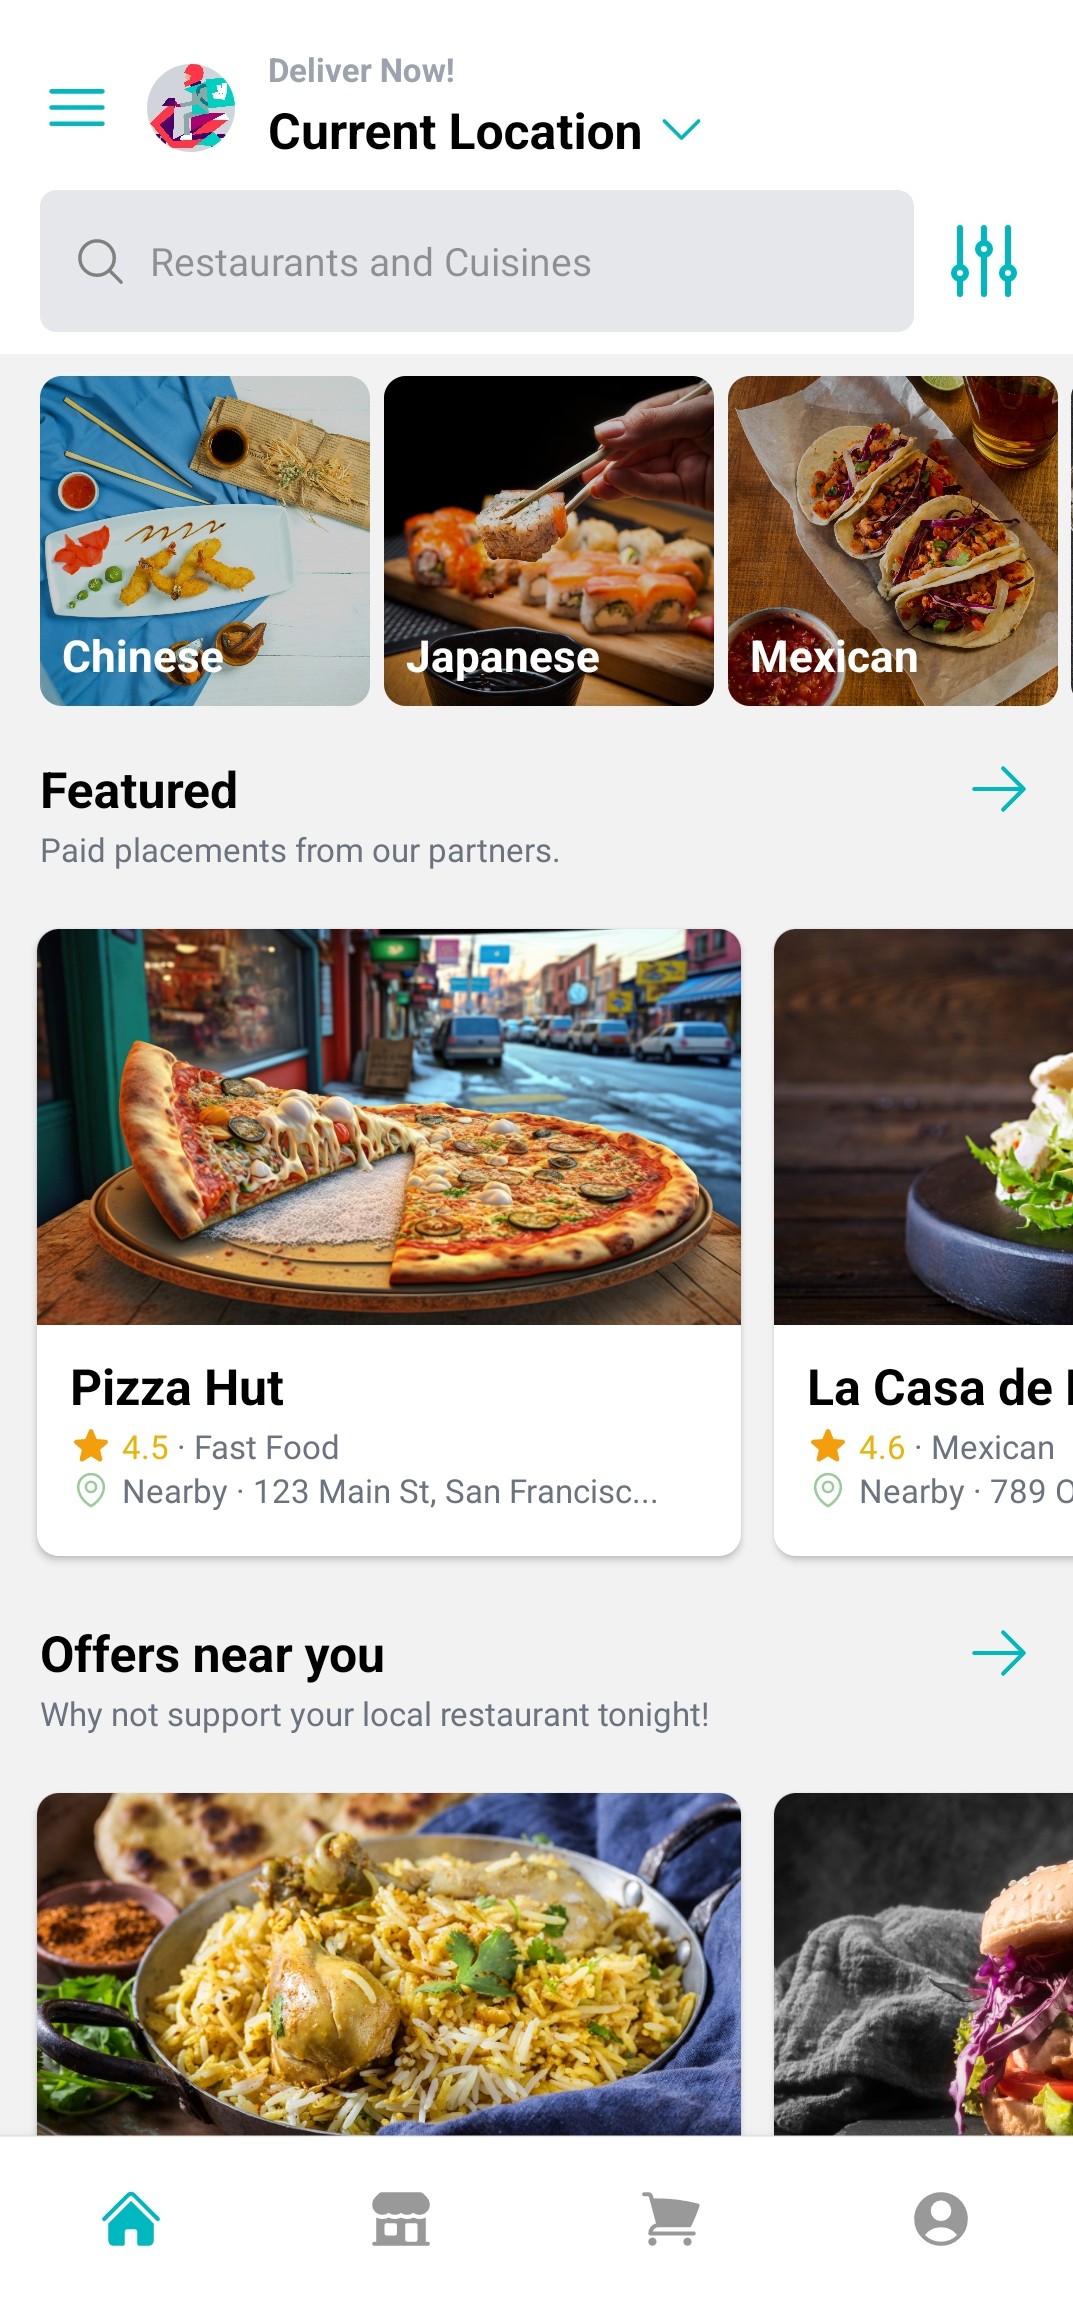 Deliver Now!
Current Location
Restaurants and Cuisines
Chinese
Japanese
Mexican
Featured
Paid placements from our partners.
Pizza Hut
4.5 · Fast Food
Nearby · 123 Main St, San Francisc...
La Casa de
4.6 · Mexican
Nearby · 789
Offers near you
Why not support your local restaurant tonight!